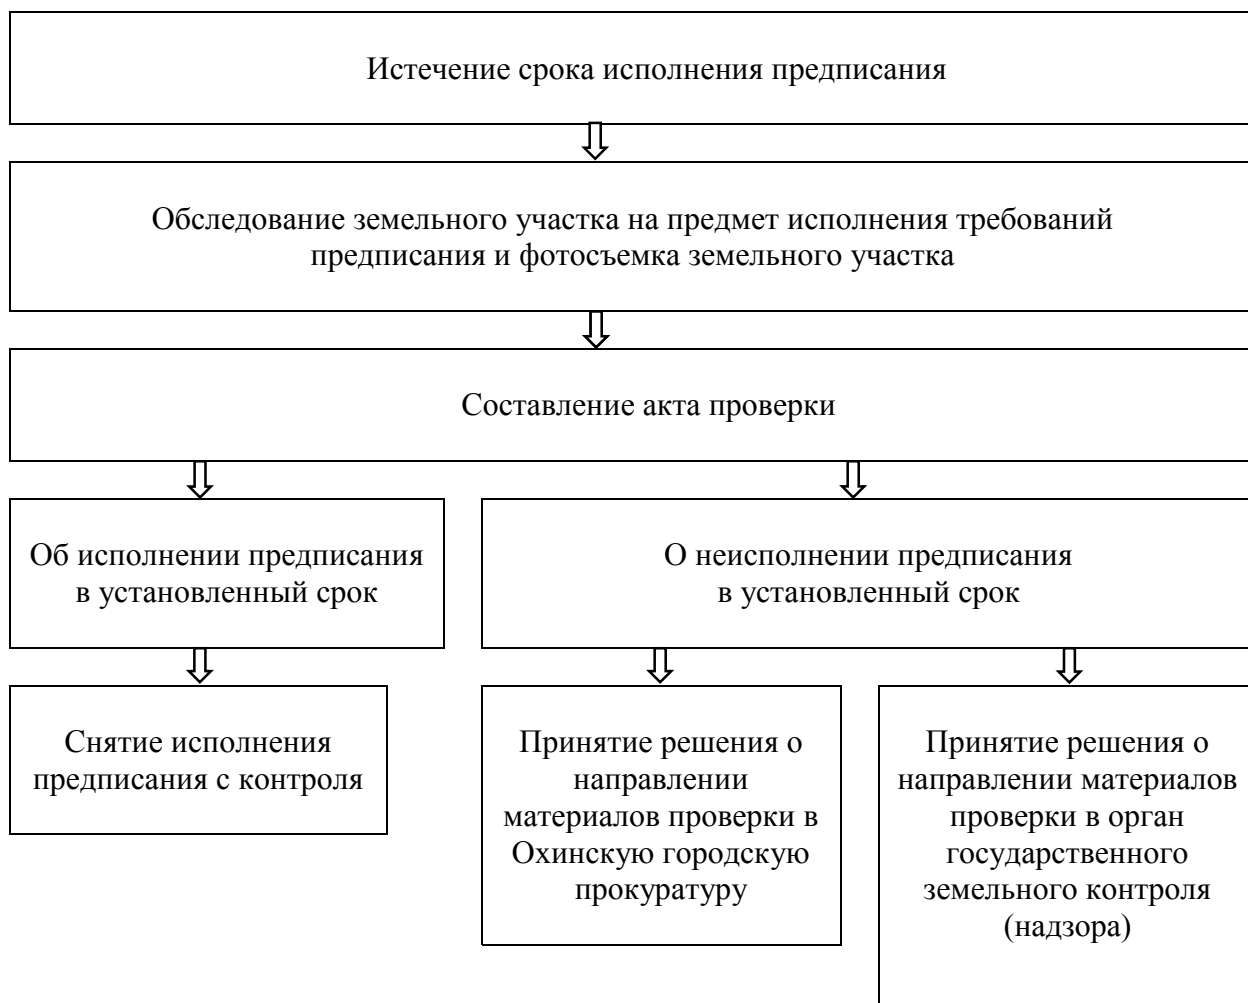 Истечение срока исполнения предписания
Обследование земельного участка на предмет исполнения требований
предписания и фотосъемка земельного участка
Составление акта проверки
Об исполнении предписания
в установленный срок
О неисполнении предписания
в установленный срок
Снятие исполнения
предписания с контроля
Принятие решения о
направлении
материалов проверки в
Охинскую городскую
прокуратуру
Принятие решения о
направлении материалов
проверки в орган
государственного
земельного контроля
(надзора)